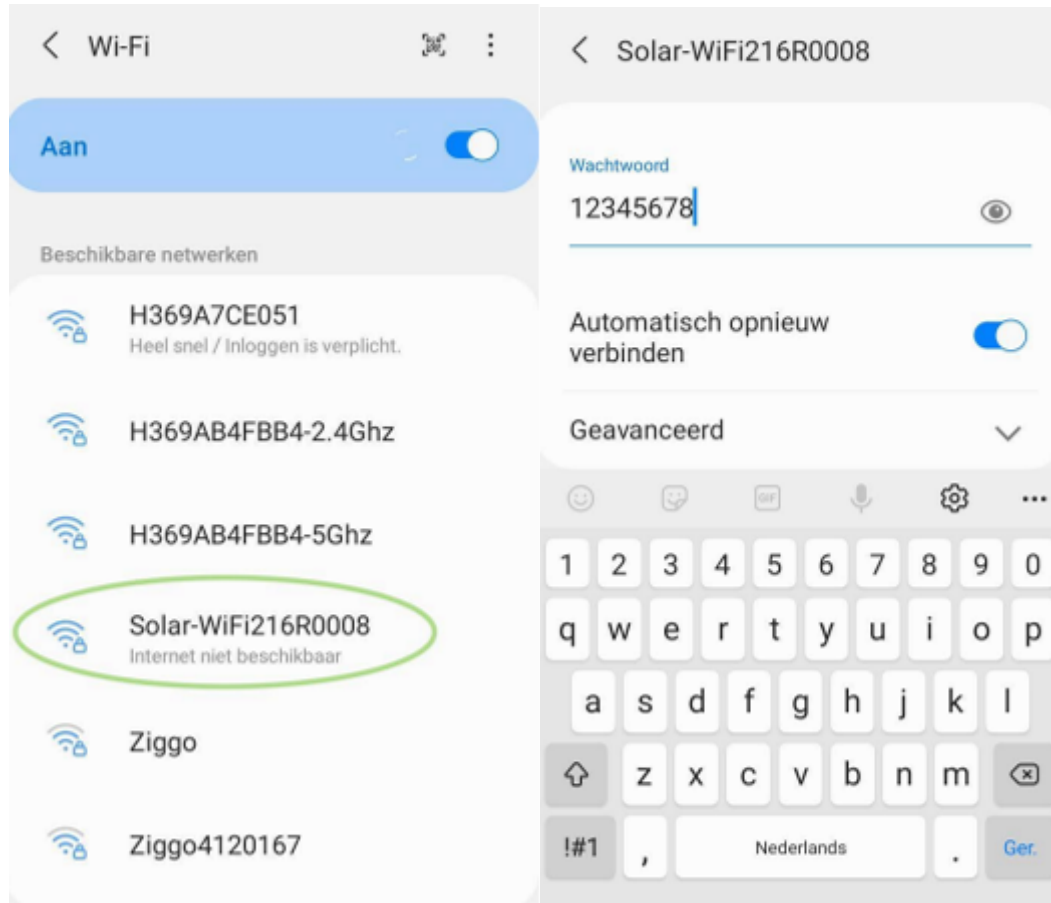 Wi-Fi
Aan
Beschikbare netwerken
H369A7CE051
Heel snel / Inloggen is verplicht.
H369AB4FBB4-2.4Ghz
H369AB4FBB4-5Ghz
Solar-WiFi216R0008
Internet niet beschikbaar
Ziggo
Ziggo4120167
Solar-WiFi216R0008
Wachtwoord
12345678
Automatisch opnieuw
verbinden
Geavanceerd
GIF
1 2 3 4 5 6 7 8 9 0
q w e r t y u i o p
a s d f g h j k l
z x c v b n m
!#1 , Nederlands . Ger.